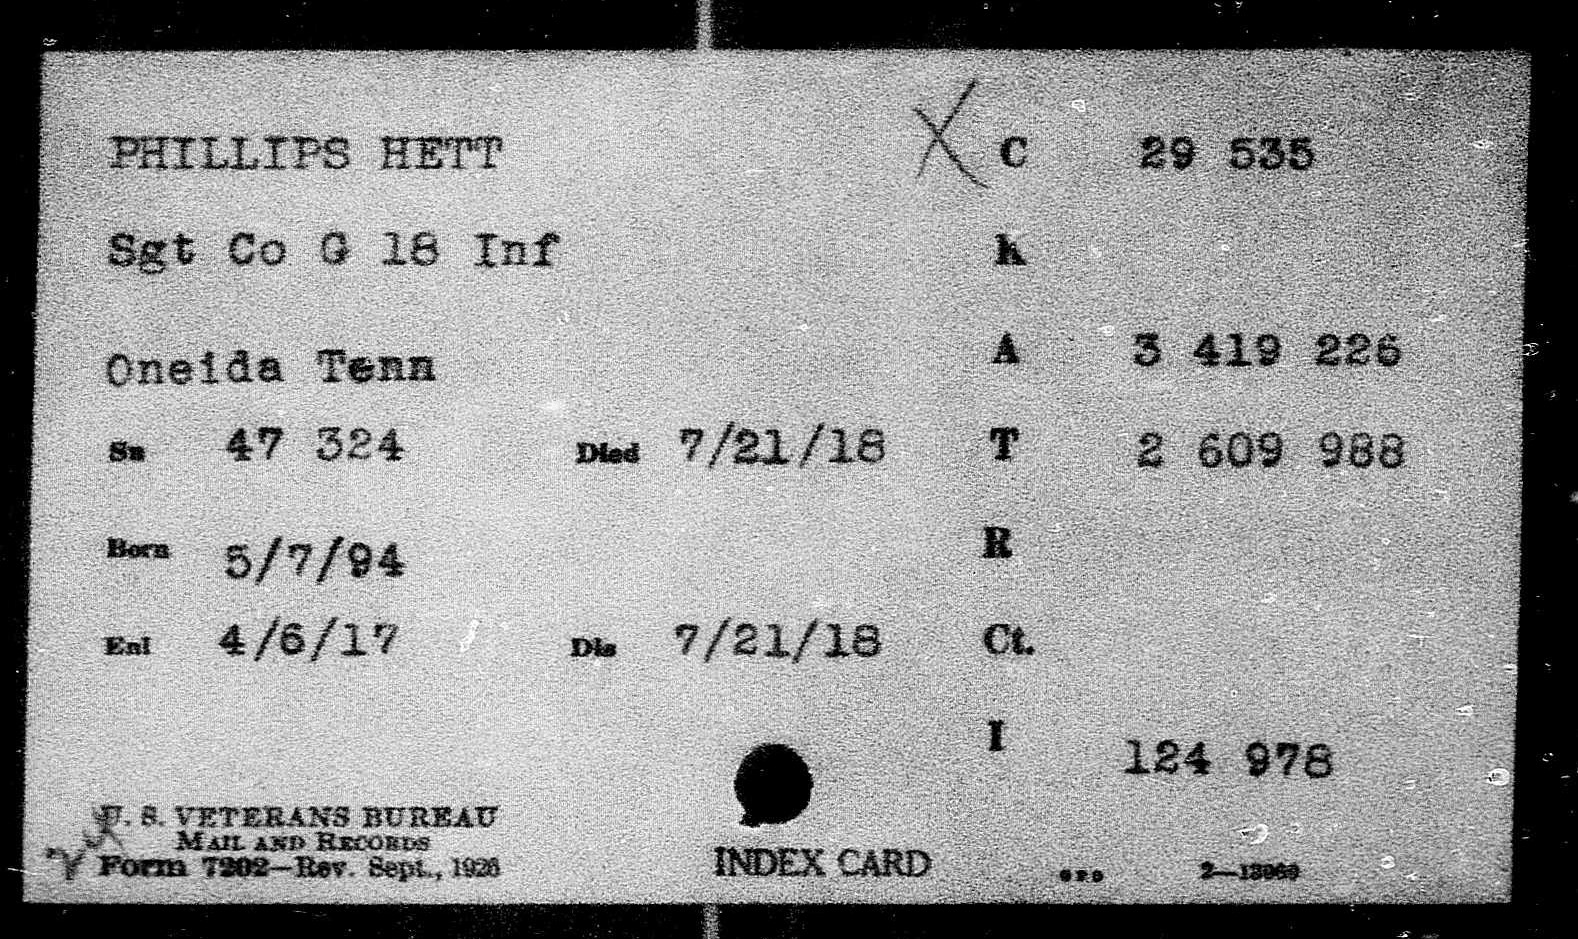 PHILLIPS HETT X C 29 535
Sgt Co G 18 Inf K
Oneida Tenn A 3 419 226
Sn 47 324 Died 7/21/18 T 2 609 988
Born 5/7/94 R
Enl 4/6/17 Dis 7/21/18 Ct.
I 124 978
U. S. VETERANS BUREAU
MAIL AND RECORDS
Form 7202—Rev. Sept., 1926
INDEX CARD
GPO